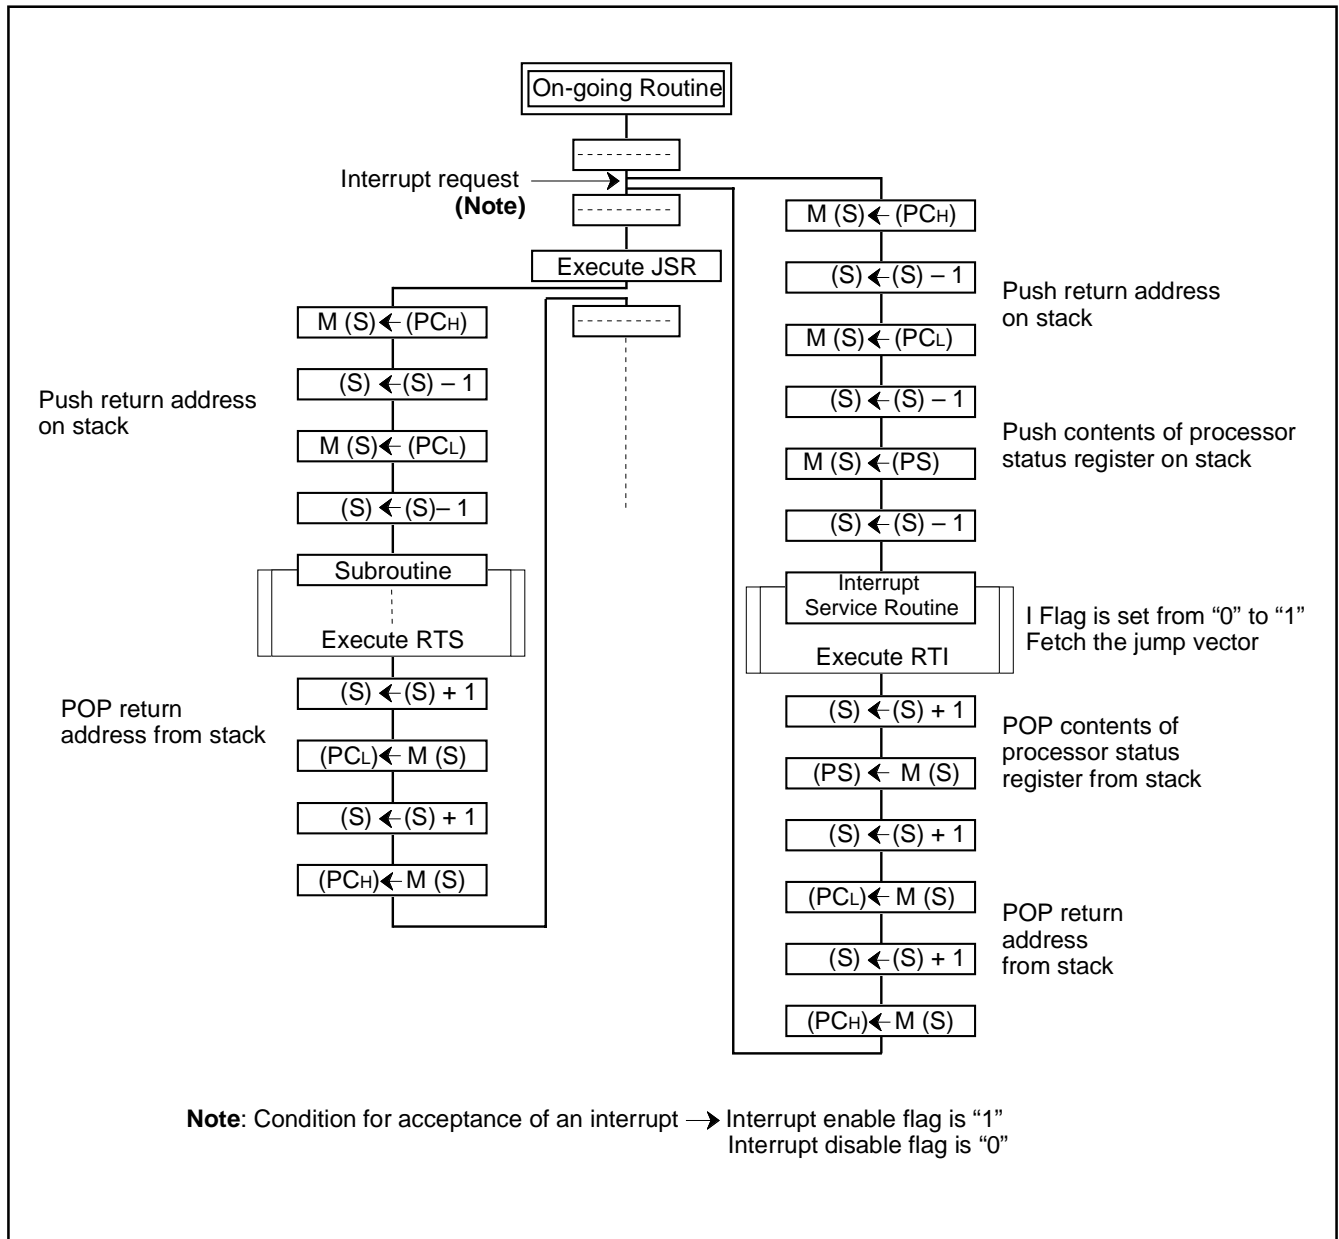 On-going Routine
Interrupt request
(Note)
Execute JSR
M (S) ← (PCH)
(S) ← (S) – 1
M (S) ← (PCL)
(S) ← (S)– 1
Push return address
on stack
Subroutine
Execute RTS
(S) ← (S) + 1
(PCL) ← M (S)
(S) ← (S) + 1
(PCH) ← M (S)
POP return
address from stack
M (S) ← (PCH)
(S) ← (S) – 1
M (S) ← (PCL)
(S) ← (S) – 1
M (S) ← (PS)
(S) ← (S) – 1
Push return address
on stack
Push contents of processor
status register on stack
Interrupt
Service Routine
Execute RTI
I Flag is set from “0” to “1”
Fetch the jump vector
(S) ← (S) + 1
(PS) ← M (S)
(S) ← (S) + 1
(PCL) ← M (S)
(S) ← (S) + 1
(PCH) ← M (S)
POP contents of
processor status
register from stack
POP return
address
from stack
Note: Condition for acceptance of an interrupt → Interrupt enable flag is “1”
Interrupt disable flag is “0”